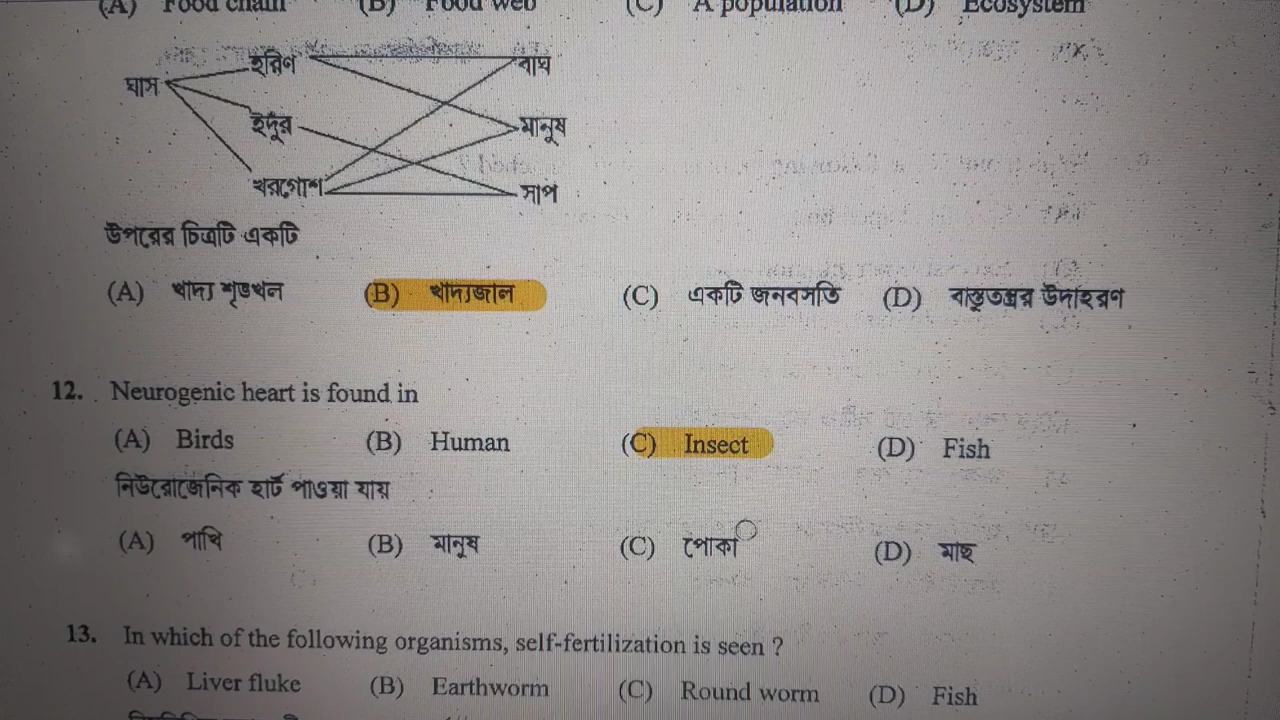 (A) Food chain (B) Food web (C) A population (D) Ecosystem
হরিণ বাঘ
ঘাস
ইঁদুর মানুষ
খরগোশ সাপ
উপরের চিত্রটি একটি
(A) খাদ্য শৃঙ্খল (B) খাদ্যজাল (C) একটি জনবসতি (D) বাস্তুতন্ত্রর উদাহরণ
12. Neurogenic heart is found in
(A) Birds (B) Human (C) Insect (D) Fish
নিউরোজেনিক হার্ট পাওয়া যায়
(A) পাখি (B) মানুষ (C) পোকা (D) মাছ
13. In which of the following organisms, self-fertilization is seen ?
(A) Liver fluke (B) Earthworm (C) Round worm (D) Fish